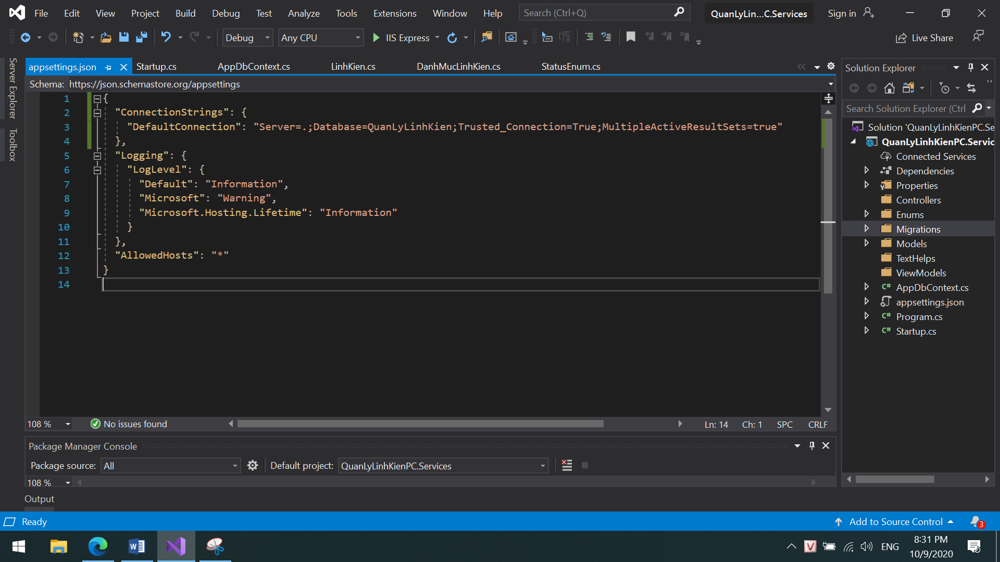 File Edit View Project Build Debug Test Analyze Tools Extensions Window Help Search (Ctrl+Q) QuanLyLin...C.Services Sign in
Debug Any CPU IIS Express Live Share
Server Explorer
Toolbox
appsettings.json Startup.cs AppDbContext.cs LinhKien.cs DanhMucLinhKien.cs StatusEnum.cs
Schema: https://json.schemastore.org/appsettings
1 {
2 "ConnectionStrings": {
3 "DefaultConnection": "Server=.;Database=QuanLyLinhKien;Trusted_Connection=True;MultipleActiveResultSets=true"
4 },
5 "Logging": {
6 "LogLevel": {
7 "Default": "Information",
8 "Microsoft": "Warning",
9 "Microsoft.Hosting.Lifetime": "Information"
10 }
11 },
12 "AllowedHosts": "*"
13 }
14
108 % No issues found Ln: 14 Ch: 1 SPC CRLF
Package Manager Console
Package source: All Default project: QuanLyLinhKienPC.Services
108 %
Output
Solution Explorer
Search Solution Explorer (Ctrl
Solution 'QuanLyLinhKienPC.Se
QuanLyLinhKienPC.Servic
Connected Services
Dependencies
Properties
Controllers
Enums
Migrations
Models
TextHelps
ViewModels
C# AppDbContext.cs
appsettings.json
C# Program.cs
C# Startup.cs
Ready Add to Source Control 3
ENG 8:31 PM
10/9/2020